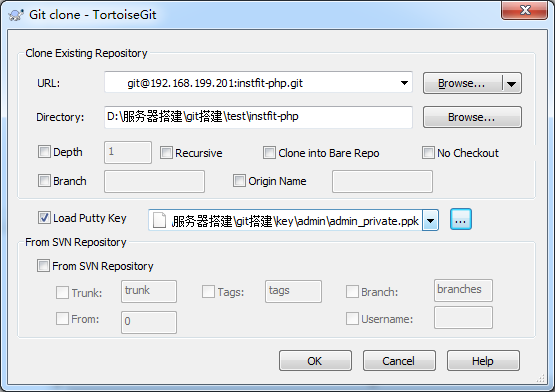 Git clone - TortoiseGit
Clone Existing Repository
URL: git@192.168.199.201:instfit-php.git Browse...
Directory: D:\服务器搭建\git搭建\test\instfit-php Browse...
Depth 1 Recursive Clone into Bare Repo No Checkout
Branch Origin Name
Load Putty Key \服务器搭建\git搭建\key\admin\admin_private.ppk ...
From SVN Repository
From SVN Repository
Trunk: trunk Tags: tags Branch: branches
From: 0 Username:
OK Cancel Help